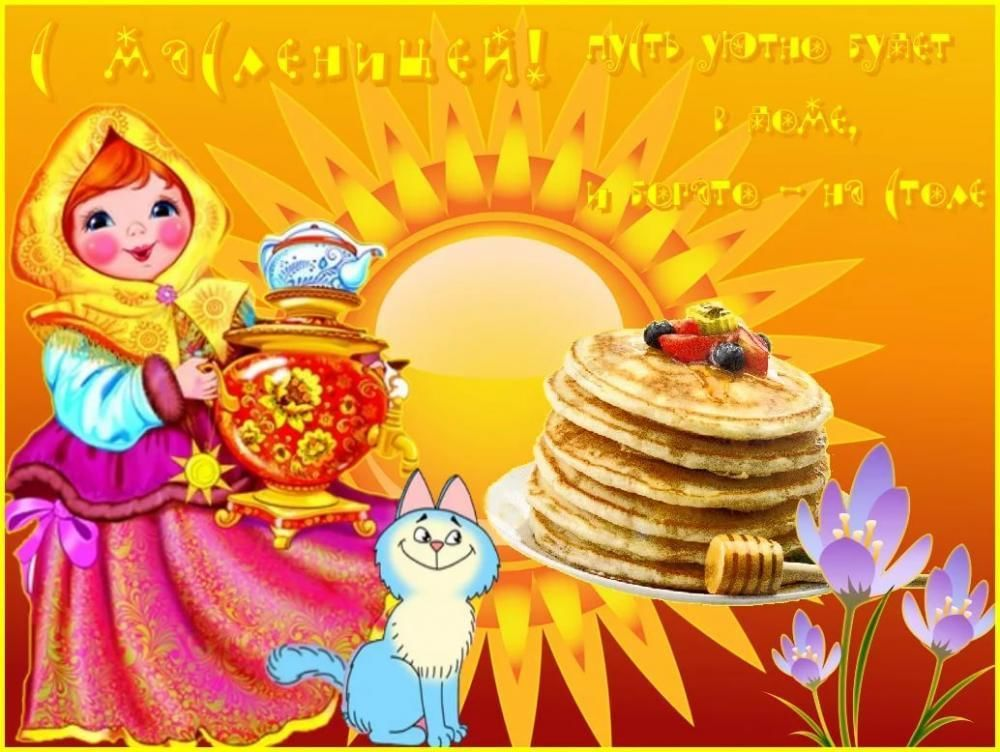 С Масленицей!
пусть уютно будет
в доме,
и богато - на столе